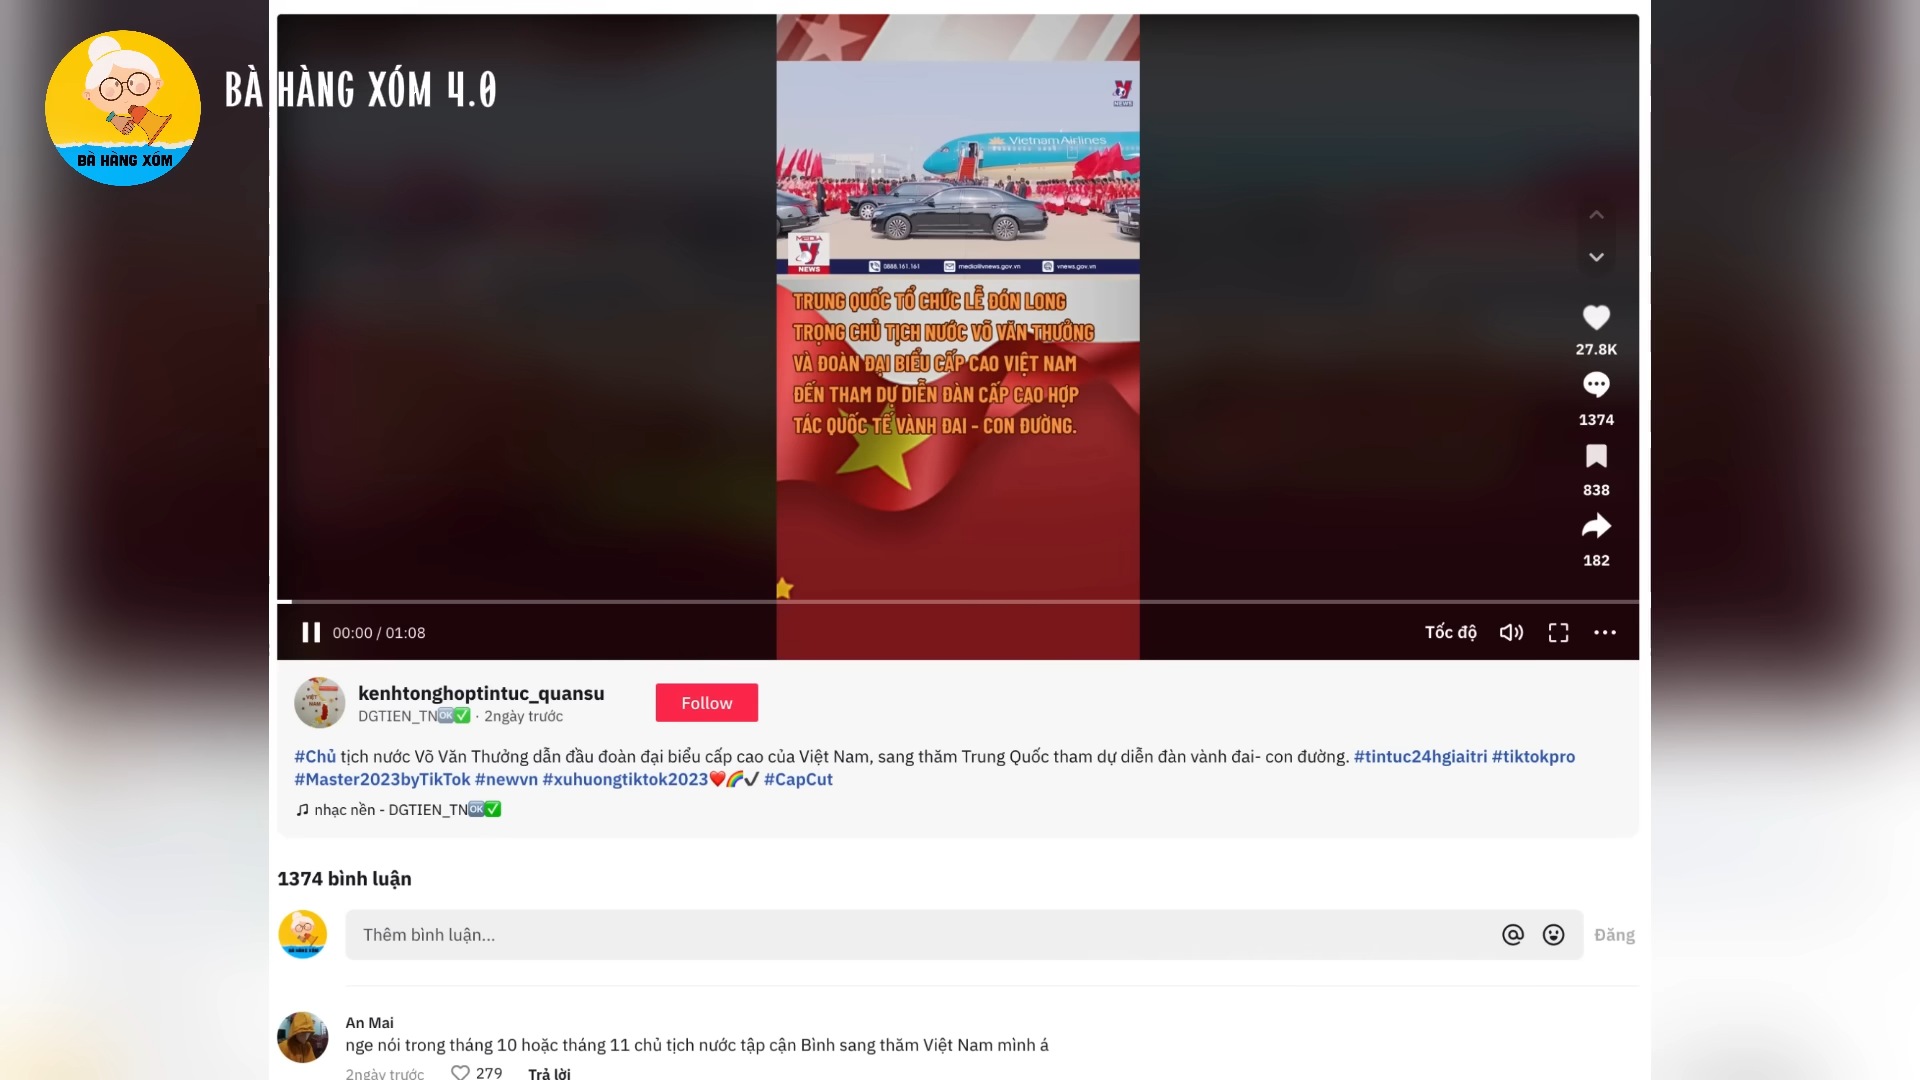 BÀ HÀNG XÓM 4.0
BÀ HÀNG XÓM
NEWS
Vietnam Airlines
MEDIA
NEWS
0888.161.161
media@vnews.gov.vn
vnews.gov.vn
TRUNG QUỐC TỔ CHỨC LỄ ĐÓN LONG
TRỌNG CHỦ TỊCH NƯỚC VÕ VĂN THƯỞNG
VÀ ĐOÀN ĐẠI BIỂU CẤP CAO VIỆT NAM
ĐẾN THAM DỰ DIỄN ĐÀN CẤP CAO HỢP
TÁC QUỐC TẾ VÀNH ĐAI - CON ĐƯỜNG.
27.8K
1374
838
182
00:00 / 01:08
Tốc độ
kenhtonghoptintuc_quansu
DGTIEN_TN🆗✅ · 2ngày trước
Follow
#Chủ tịch nước Võ Văn Thưởng dẫn đầu đoàn đại biểu cấp cao của Việt Nam, sang thăm Trung Quốc tham dự diễn đàn vành đai- con đường. #tintuc24hgiaitri #tiktokpro
#Master2023byTikTok #newvn #xuhuongtiktok2023❤️🌈✔️ #CapCut
♫ nhạc nền - DGTIEN_TN🆗✅
1374 bình luận
Thêm bình luận...
Đăng
An Mai
nge nói trong tháng 10 hoặc tháng 11 chủ tịch nước tập cận Bình sang thăm Việt Nam mình á
2ngày trước
279
Trả lời